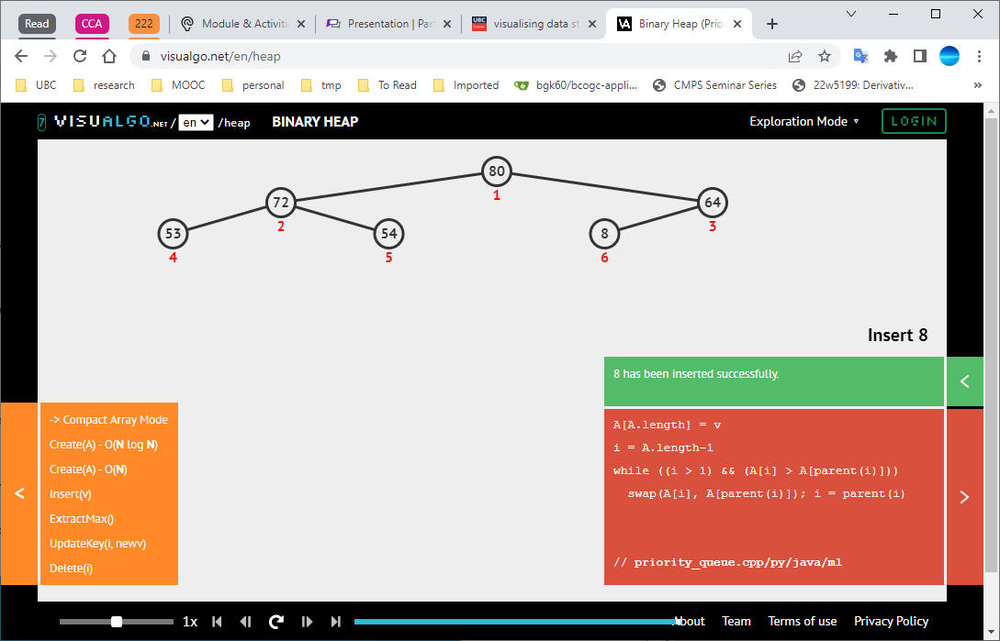 Read CCA 222 Module & Activiti Presentation | Par visualising data st Binary Heap (Prio
visualgo.net/en/heap
UBC research MOOC personal tmp To Read Imported bgk60/bcogc-appli... CMPS Seminar Series 22w5199: Derivativ... »
7 VISUALGO.NET / en /heap BINARY HEAP Exploration Mode ▾ LOGIN
80
1
72 64
2 3
53 54 8
4 5 6
Insert 8
8 has been inserted successfully.
<
-> Compact Array Mode
Create(A) - O(N log N)
Create(A) - O(N)
Insert(v)
ExtractMax()
UpdateKey(i, newv)
Delete(i)
<
A[A.length] = v
i = A.length-1
while ((i > 1) && (A[i] > A[parent(i)]))
swap(A[i], A[parent(i)]); i = parent(i)
// priority_queue.cpp/py/java/ml
>
1x About Team Terms of use Privacy Policy